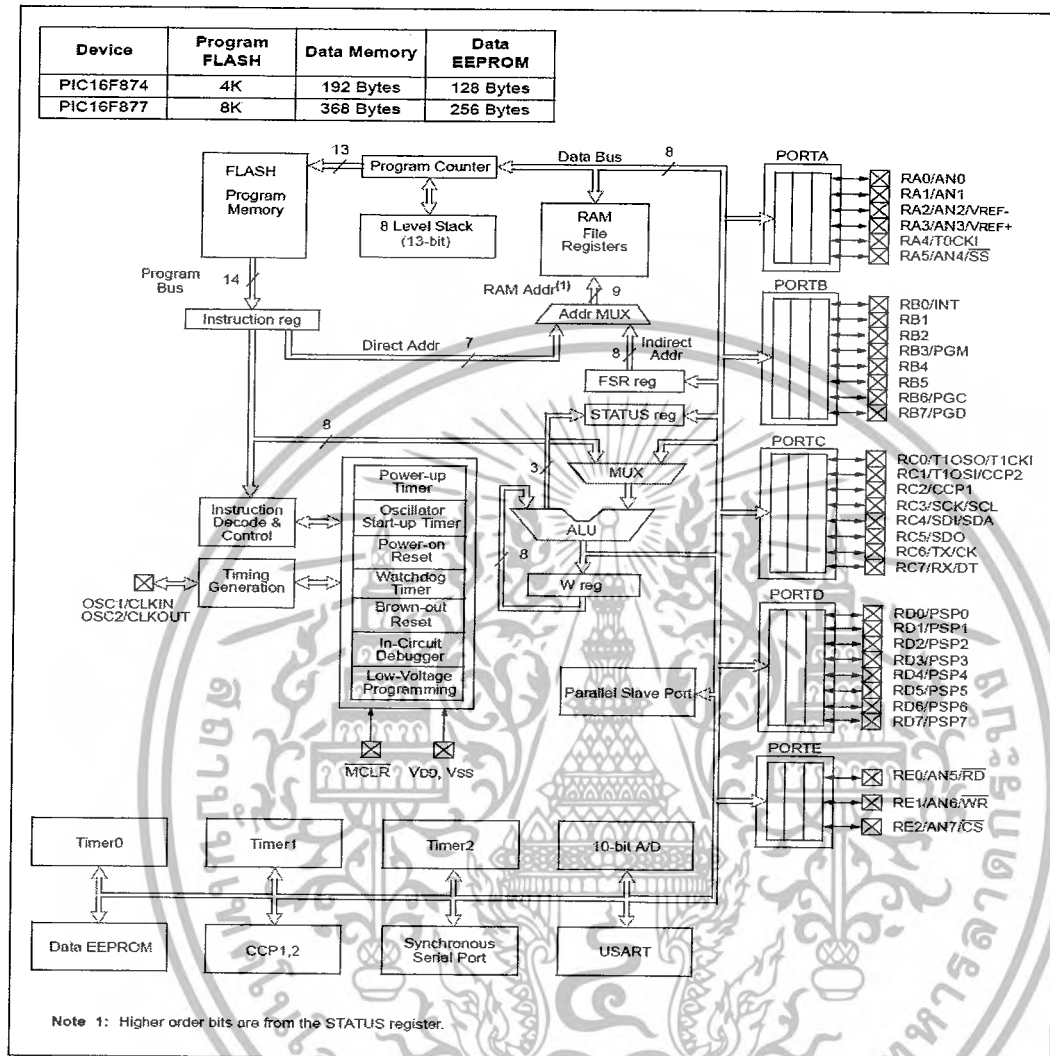 Device Program FLASH Data Memory Data EEPROM
PIC16F874 4K 192 Bytes 128 Bytes
PIC16F877 8K 368 Bytes 256 Bytes
13
Program Counter
Data Bus
8
FLASH
Program
Memory
8 Level Stack
(13-bit)
RAM
File
Registers
Program
Bus
14
RAM Addr(1)
9
Addr MUX
Instruction reg
Direct Addr
7
8
Indirect
Addr
FSR reg
STATUS reg
8
3
MUX
Power-up
Timer
Oscillator
Start-up Timer
Power-on
Reset
Watchdog
Timer
Brown-out
Reset
In-Circuit
Debugger
Low-Voltage
Programming
Instruction
Decode &
Control
Timing
Generation
OSC1/CLKIN
OSC2/CLKOUT
ALU
8
W reg
Parallel Slave Port
MCLR
VDD, VSS
PORTA
RA0/AN0
RA1/AN1
RA2/AN2/VREF-
RA3/AN3/VREF+
RA4/T0CKI
RA5/AN4/SS
PORTB
RB0/INT
RB1
RB2
RB3/PGM
RB4
RB5
RB6/PGC
RB7/PGD
PORTC
RC0/T1OSO/T1CKI
RC1/T1OSI/CCP2
RC2/CCP1
RC3/SCK/SCL
RC4/SDI/SDA
RC5/SDO
RC6/TX/CK
RC7/RX/DT
PORTD
RD0/PSP0
RD1/PSP1
RD2/PSP2
RD3/PSP3
RD4/PSP4
RD5/PSP5
RD6/PSP6
RD7/PSP7
PORTE
RE0/AN5/RD
RE1/AN6/WR
RE2/AN7/CS
Timer0
Timer1
Timer2
10-bit A/D
Data EEPROM
CCP1,2
Synchronous
Serial Port
USART
Note 1: Higher order bits are from the STATUS register.